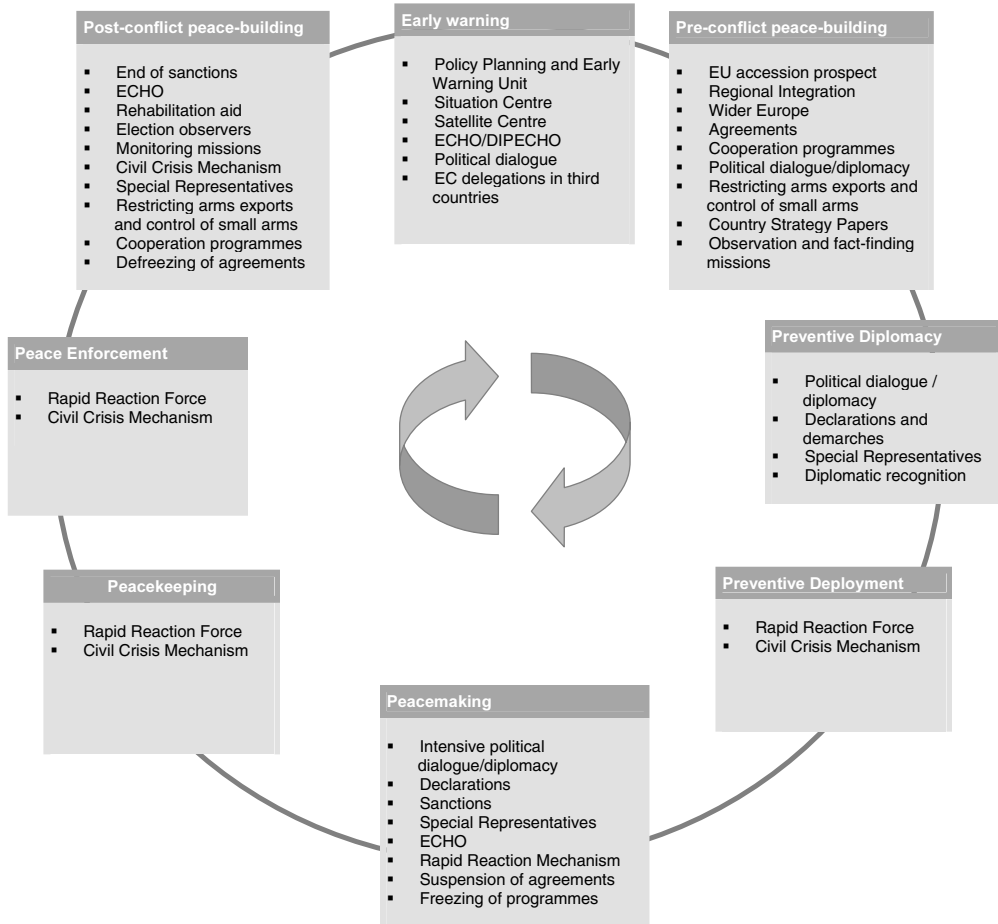 Post-conflict peace-building
▪ End of sanctions
▪ ECHO
▪ Rehabilitation aid
▪ Election observers
▪ Monitoring missions
▪ Civil Crisis Mechanism
▪ Special Representatives
▪ Restricting arms exports
and control of small arms
▪ Cooperation programmes
▪ Defreezing of agreements
Early warning
▪ Policy Planning and Early
Warning Unit
▪ Situation Centre
▪ Satellite Centre
▪ ECHO/DIPECHO
▪ Political dialogue
▪ EC delegations in third
countries
Pre-conflict peace-building
▪ EU accession prospect
▪ Regional Integration
▪ Wider Europe
▪ Agreements
▪ Cooperation programmes
▪ Political dialogue/diplomacy
▪ Restricting arms exports and
control of small arms
▪ Country Strategy Papers
▪ Observation and fact-finding
missions
Peace Enforcement
▪ Rapid Reaction Force
▪ Civil Crisis Mechanism
Preventive Diplomacy
▪ Political dialogue /
diplomacy
▪ Declarations and
demarches
▪ Special Representatives
▪ Diplomatic recognition
Peacekeeping
▪ Rapid Reaction Force
▪ Civil Crisis Mechanism
Preventive Deployment
▪ Rapid Reaction Force
▪ Civil Crisis Mechanism
Peacemaking
▪ Intensive political
dialogue/diplomacy
▪ Declarations
▪ Sanctions
▪ Special Representatives
▪ ECHO
▪ Rapid Reaction Mechanism
▪ Suspension of agreements
▪ Freezing of programmes